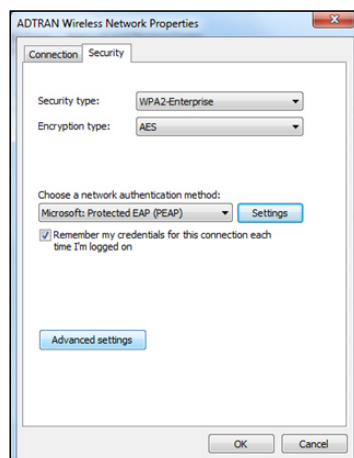 ADTRAN Wireless Network Properties
Connection Security
Security type: WPA2-Enterprise
Encryption type: AES
Choose a network authentication method:
Microsoft: Protected EAP (PEAP) Settings
Remember my credentials for this connection each
time I'm logged on
Advanced settings
OK Cancel